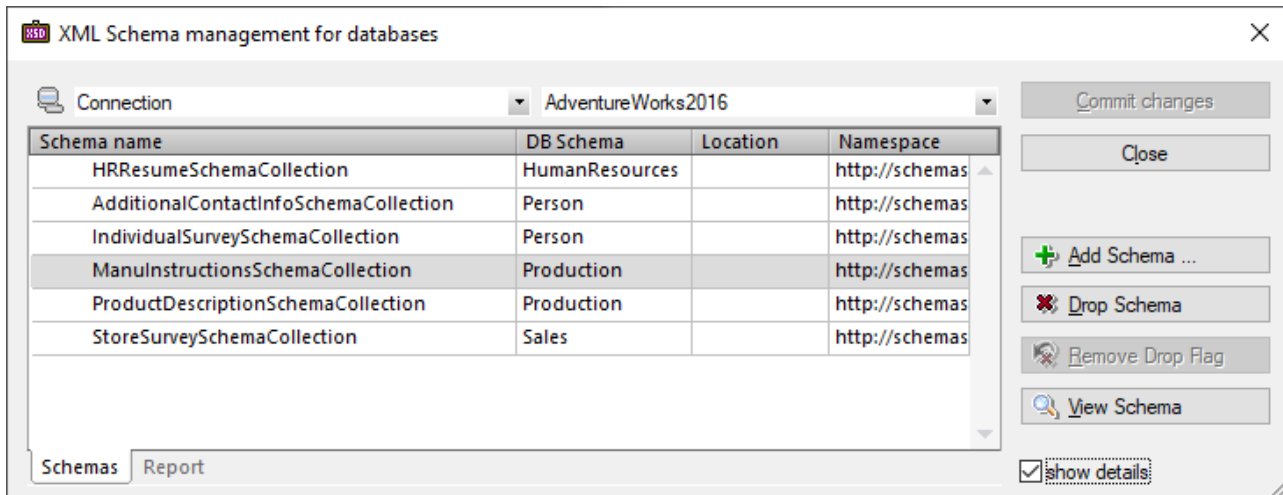 XSD XML Schema management for databases
Connection AdventureWorks2016 Commit changes
Schema name DB Schema Location Namespace
Close
HRResumeSchemaCollection HumanResources http://schemas
AdditionalContactInfoSchemaCollection Person http://schemas
IndividualSurveySchemaCollection Person http://schemas
Add Schema ...
ManuInstructionsSchemaCollection Production http://schemas
ProductDescriptionSchemaCollection Production http://schemas
Drop Schema
StoreSurveySchemaCollection Sales http://schemas
Remove Drop Flag
View Schema
Schemas Report
show details